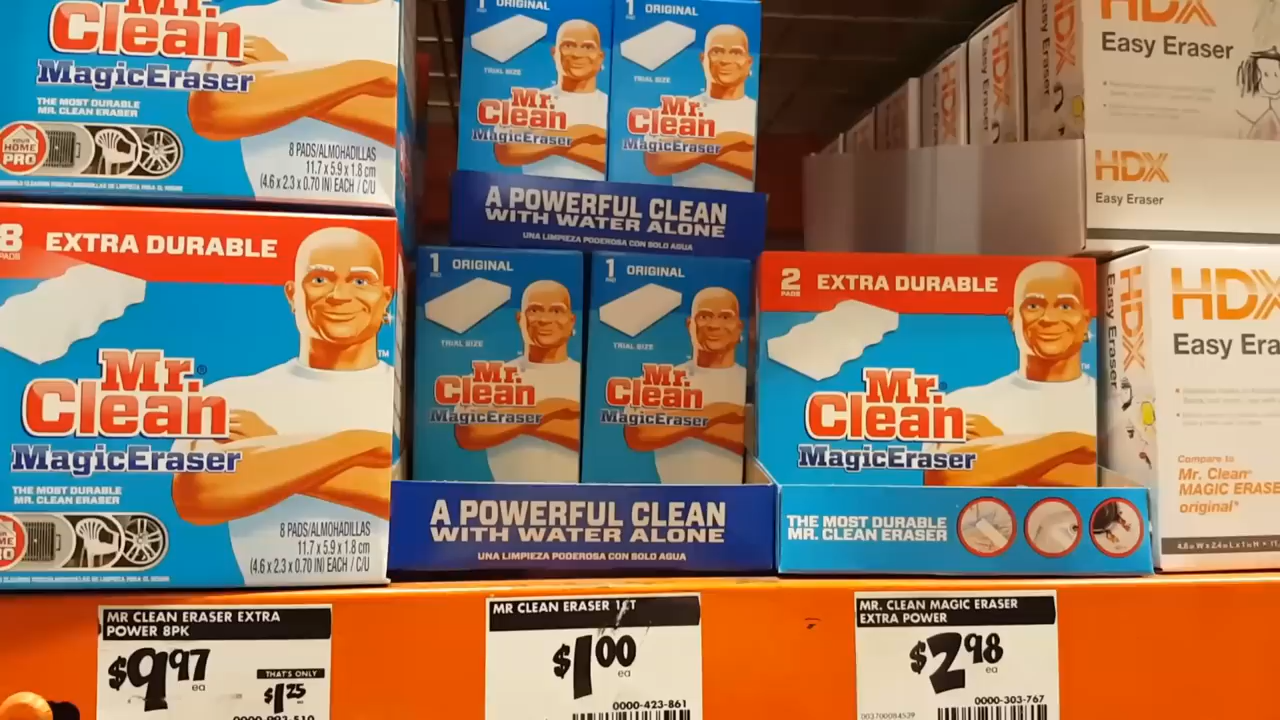 Mr.
Clean
MagicEraser
THE MOST DURABLE
MR. CLEAN ERASER
YOUR HOME
PRO
8 PADS/ALMOHADILLAS
11.7 x 5.9 x 1.8 cm
(4.6 x 2.3 x 0.70 IN) EACH / C/U
8
PADS
EXTRA DURABLE
Mr.
Clean
MagicEraser
THE MOST DURABLE
MR. CLEAN ERASER
8 PADS/ALMOHADILLAS
11.7 x 5.9 x 1.8 cm
(4.6 x 2.3 x 0.70 IN) EACH / C/U
1 ORIGINAL
TRIAL SIZE
Mr.
Clean
MagicEraser
1 ORIGINAL
TRIAL SIZE
Mr.
Clean
MagicEraser
A POWERFUL CLEAN
WITH WATER ALONE
UNA LIMPIEZA PODEROSA CON SOLO AGUA
1 ORIGINAL
TRIAL SIZE
Mr.
Clean
MagicEraser
1 ORIGINAL
TRIAL SIZE
Mr.
Clean
MagicEraser
A POWERFUL CLEAN
WITH WATER ALONE
UNA LIMPIEZA PODEROSA CON SOLO AGUA
2
PADS
EXTRA DURABLE
Mr.
Clean
MagicEraser
THE MOST DURABLE
MR. CLEAN ERASER
HDX
Easy Eraser
HDX
Easy Eraser
HDX
Easy Eraser
HDX
Easy Era
Compare to
Mr. Clean
MAGIC ERASE
original*
MR CLEAN ERASER EXTRA
POWER 8PK
$9.97
ea
THAT'S ONLY
$1.25
MR CLEAN ERASER 1CT
$1.00
ea
0000-423-861
MR. CLEAN MAGIC ERASER
EXTRA POWER
$2.98
ea
0000-303-767